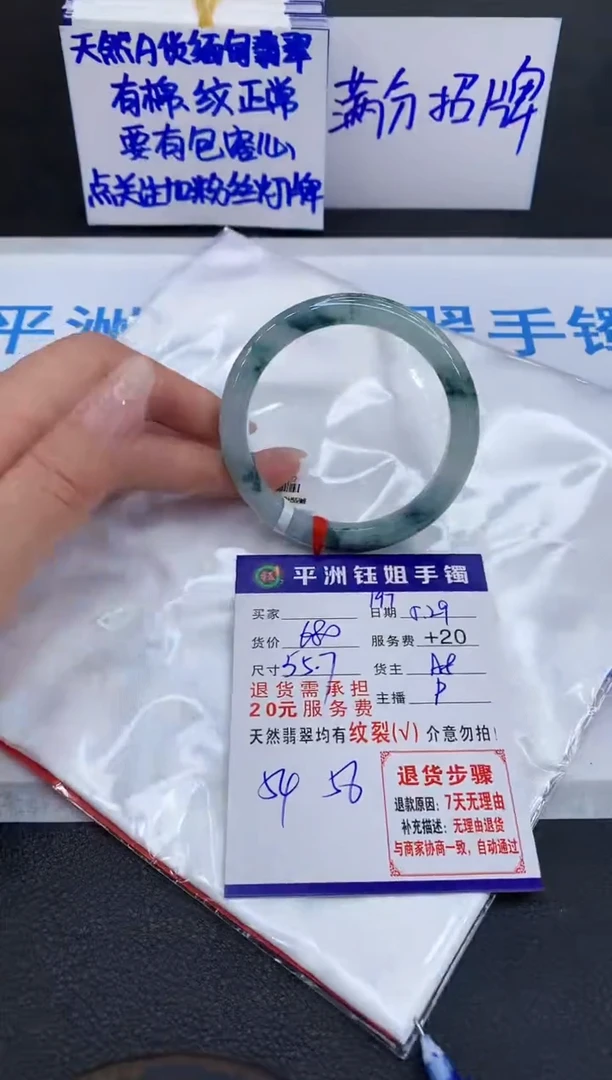 天然A货缅甸翡翠
有棉、纹正常
要有包容心
点关注加粉丝灯牌
满分招牌
平洲
翠手镯
平洲钰姐手镯
197
买家 日期 5.29
货价 680 服务费 +20
尺寸 55.7 货主 A8
退货需承担
20元服务费
主播 P
天然翡翠均有纹裂(√) 介意勿拍!
54 56
退货步骤
退款原因: 7天无理由
补充描述: 无理由退货
与商家协商一致，自动通过